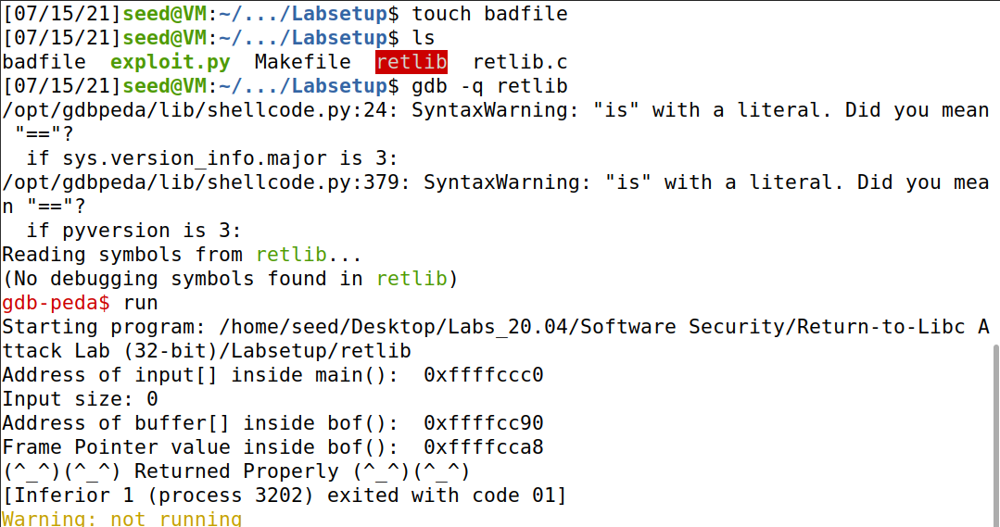 [07/15/21]seed@VM:~/.../Labsetup$ touch badfile
[07/15/21]seed@VM:~/.../Labsetup$ ls
badfile  exploit.py  Makefile  retlib  retlib.c
[07/15/21]seed@VM:~/.../Labsetup$ gdb -q retlib
/opt/gdbpeda/lib/shellcode.py:24: SyntaxWarning: "is" with a literal. Did you mean
 "=="?
  if sys.version_info.major is 3:
/opt/gdbpeda/lib/shellcode.py:379: SyntaxWarning: "is" with a literal. Did you mea
n "=="?
  if pyversion is 3:
Reading symbols from retlib...
(No debugging symbols found in retlib)
gdb-peda$ run
Starting program: /home/seed/Desktop/Labs_20.04/Software Security/Return-to-Libc A
ttack Lab (32-bit)/Labsetup/retlib
Address of input[] inside main():  0xffffccc0
Input size: 0
Address of buffer[] inside bof():  0xffffcc90
Frame Pointer value inside bof():  0xffffcca8
(^_^)(^_^) Returned Properly (^_^)(^_^)
[Inferior 1 (process 3202) exited with code 01]
Warning: not running